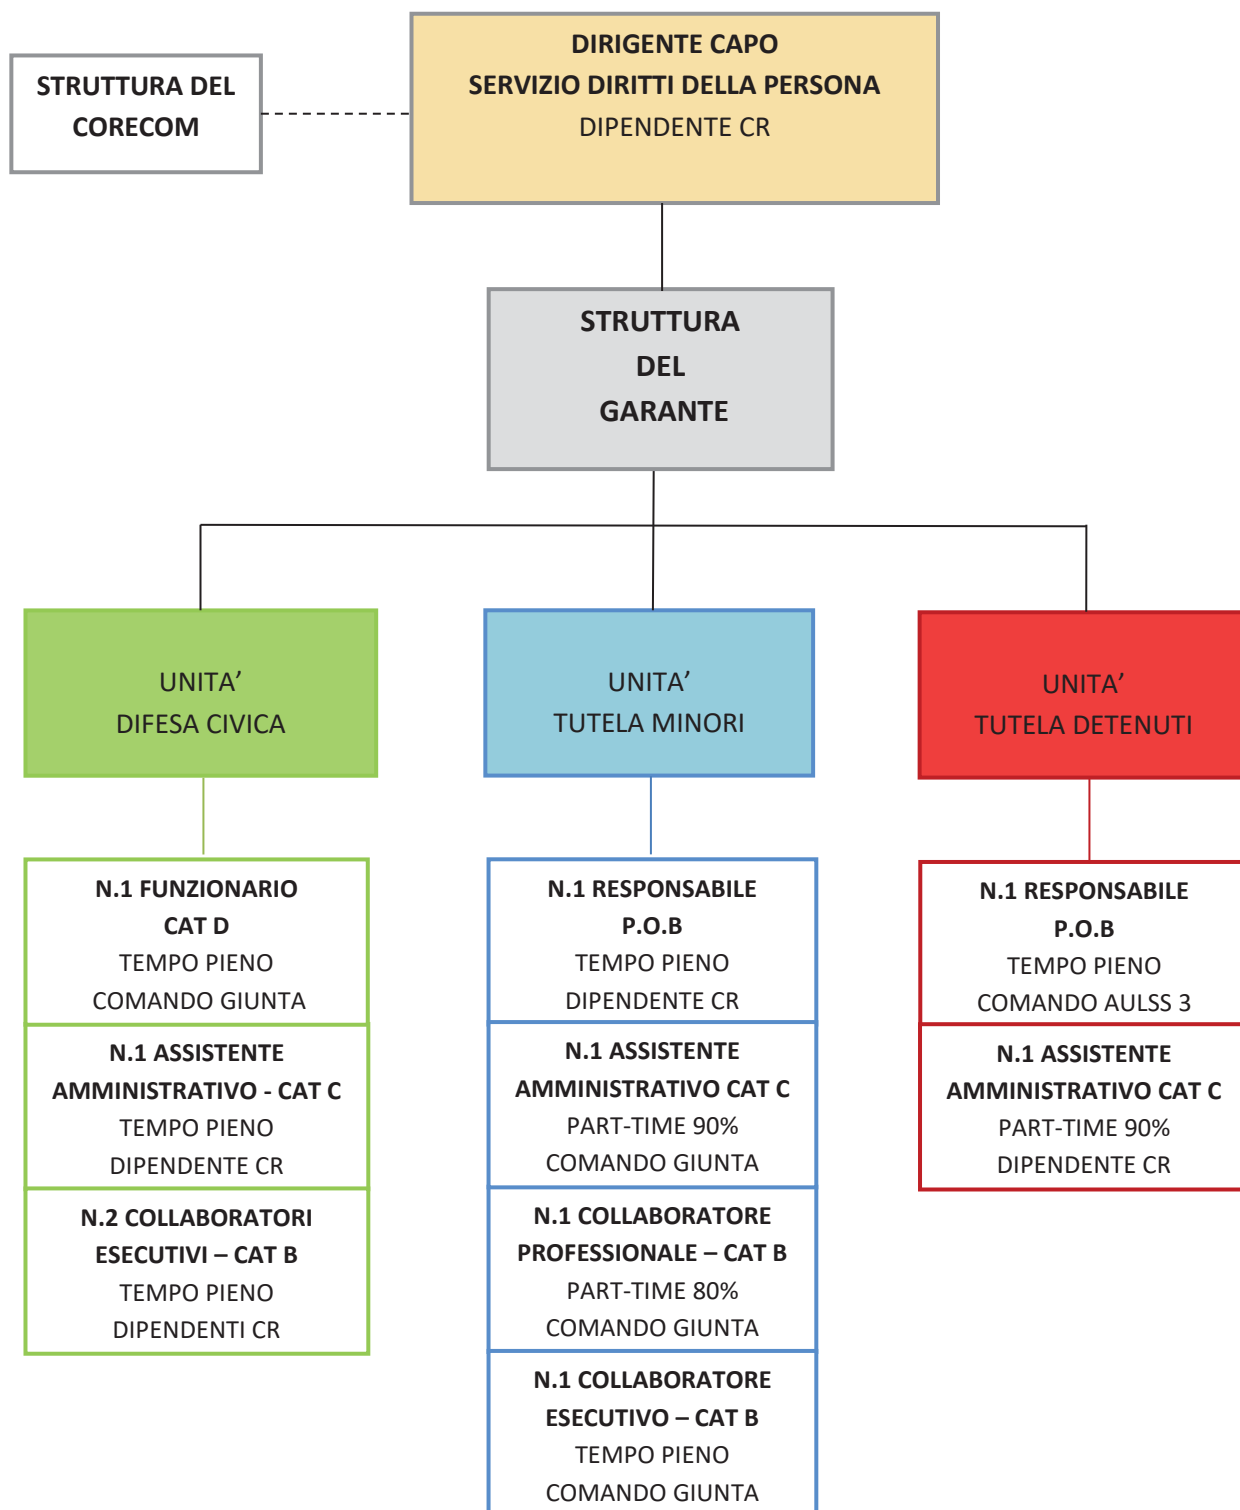 STRUTTURA DEL
CORECOM
DIRIGENTE CAPO
SERVIZIO DIRITTI DELLA PERSONA
DIPENDENTE CR
STRUTTURA
DEL
GARANTE
UNITA’
DIFESA CIVICA
UNITA’
TUTELA MINORI
UNITA’
TUTELA DETENUTI
N.1 FUNZIONARIO
CAT D
TEMPO PIENO
COMANDO GIUNTA
N.1 ASSISTENTE
AMMINISTRATIVO - CAT C
TEMPO PIENO
DIPENDENTE CR
N.2 COLLABORATORI
ESECUTIVI – CAT B
TEMPO PIENO
DIPENDENTI CR
N.1 RESPONSABILE
P.O.B
TEMPO PIENO
DIPENDENTE CR
N.1 ASSISTENTE
AMMINISTRATIVO CAT C
PART-TIME 90%
COMANDO GIUNTA
N.1 COLLABORATORE
PROFESSIONALE – CAT B
PART-TIME 80%
COMANDO GIUNTA
N.1 COLLABORATORE
ESECUTIVO – CAT B
TEMPO PIENO
COMANDO GIUNTA
N.1 RESPONSABILE
P.O.B
TEMPO PIENO
COMANDO AULSS 3
N.1 ASSISTENTE
AMMINISTRATIVO CAT C
PART-TIME 90%
DIPENDENTE CR